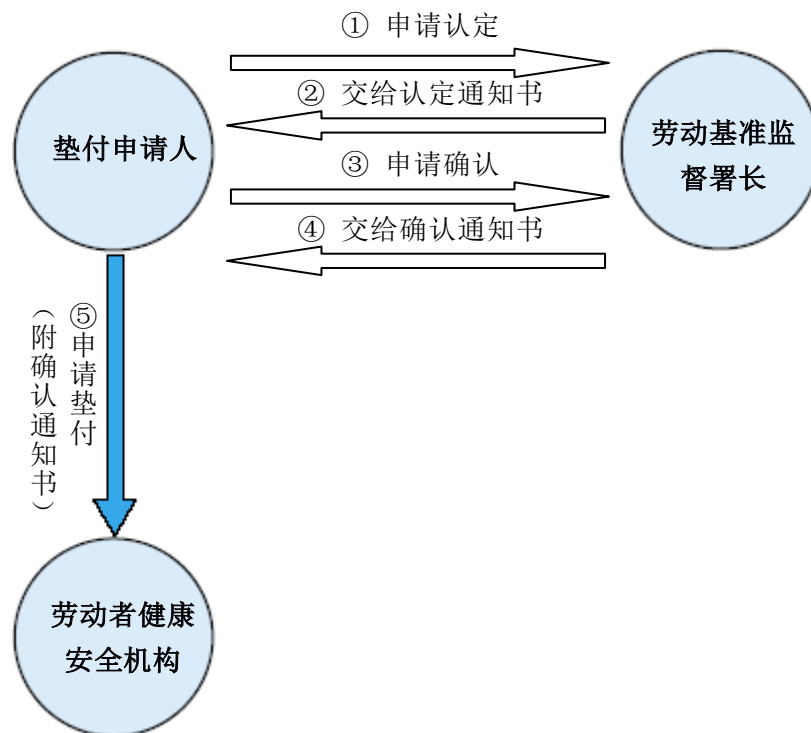 ① 申请认定
② 交给认定通知书
垫付申请人
劳动基准监
督署长
③ 申请确认
④ 交给确认通知书
⑤申请垫付
（附确认通知书）
劳动者健康
安全机构